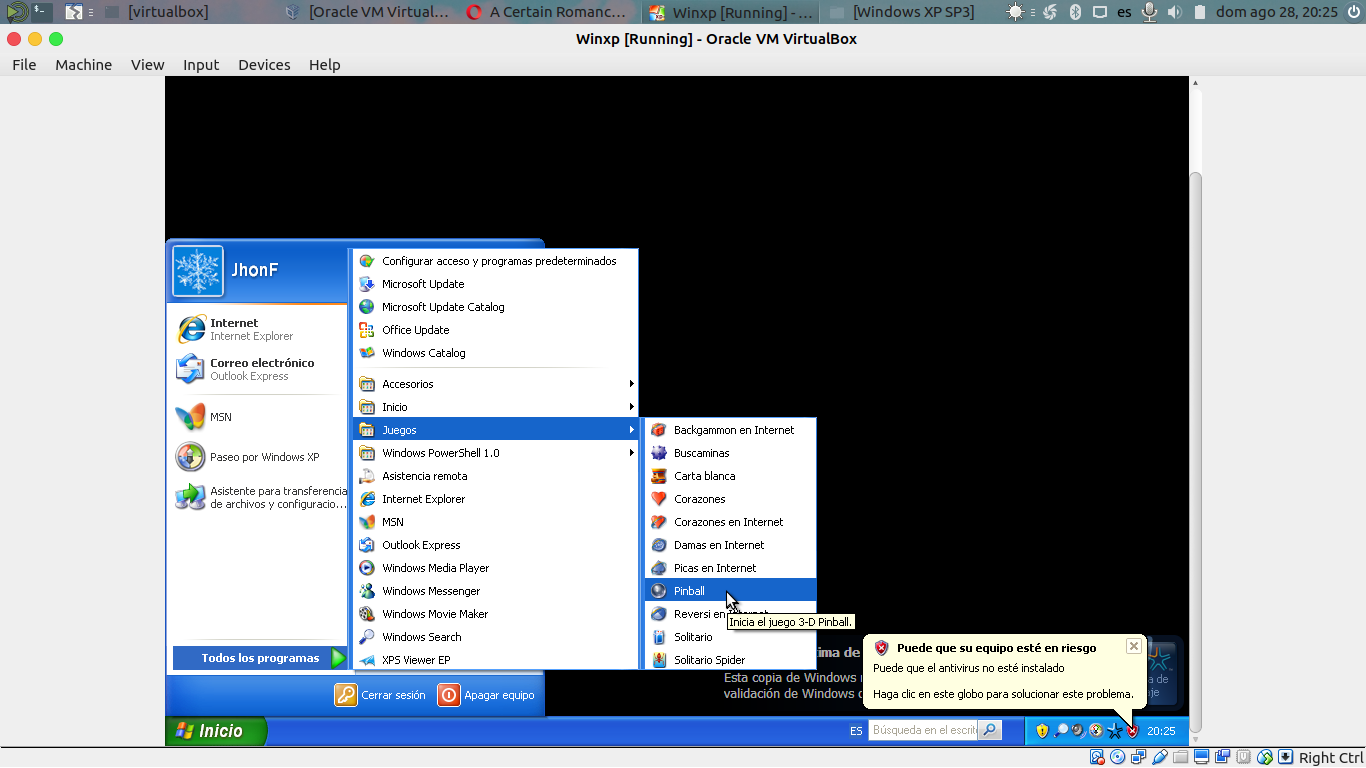 [virtualbox]
[Oracle VM Virtual...
A Certain Romanc...
Winxp [Running] - ...
[Windows XP SP3]
es
dom ago 28, 20:25
Winxp [Running] - Oracle VM VirtualBox
File Machine View Input Devices Help
JhonF
Internet
Internet Explorer
Correo electrónico
Outlook Express
MSN
Paseo por Windows XP
Asistente para transferencia
de archivos y configuracio...
Todos los programas
Configurar acceso y programas predeterminados
Microsoft Update
Microsoft Update Catalog
Office Update
Windows Catalog
Accesorios
Inicio
Juegos
Windows PowerShell 1.0
Asistencia remota
Internet Explorer
MSN
Outlook Express
Windows Media Player
Windows Messenger
Windows Movie Maker
Windows Search
XPS Viewer EP
Backgammon en Internet
Buscaminas
Carta blanca
Corazones
Corazones en Internet
Damas en Internet
Picas en Internet
Pinball
Reversi en Internet
Inicia el juego 3-D Pinball.
Solitario
Solitario Spider
Cerrar sesión
Apagar equipo
de
Esta copia de Windows
validación de Windows
Puede que su equipo esté en riesgo
Puede que el antivirus no esté instalado
Haga clic en este globo para solucionar este problema.
Inicio
ES
Búsqueda en el escrit
20:25
Right Ctrl